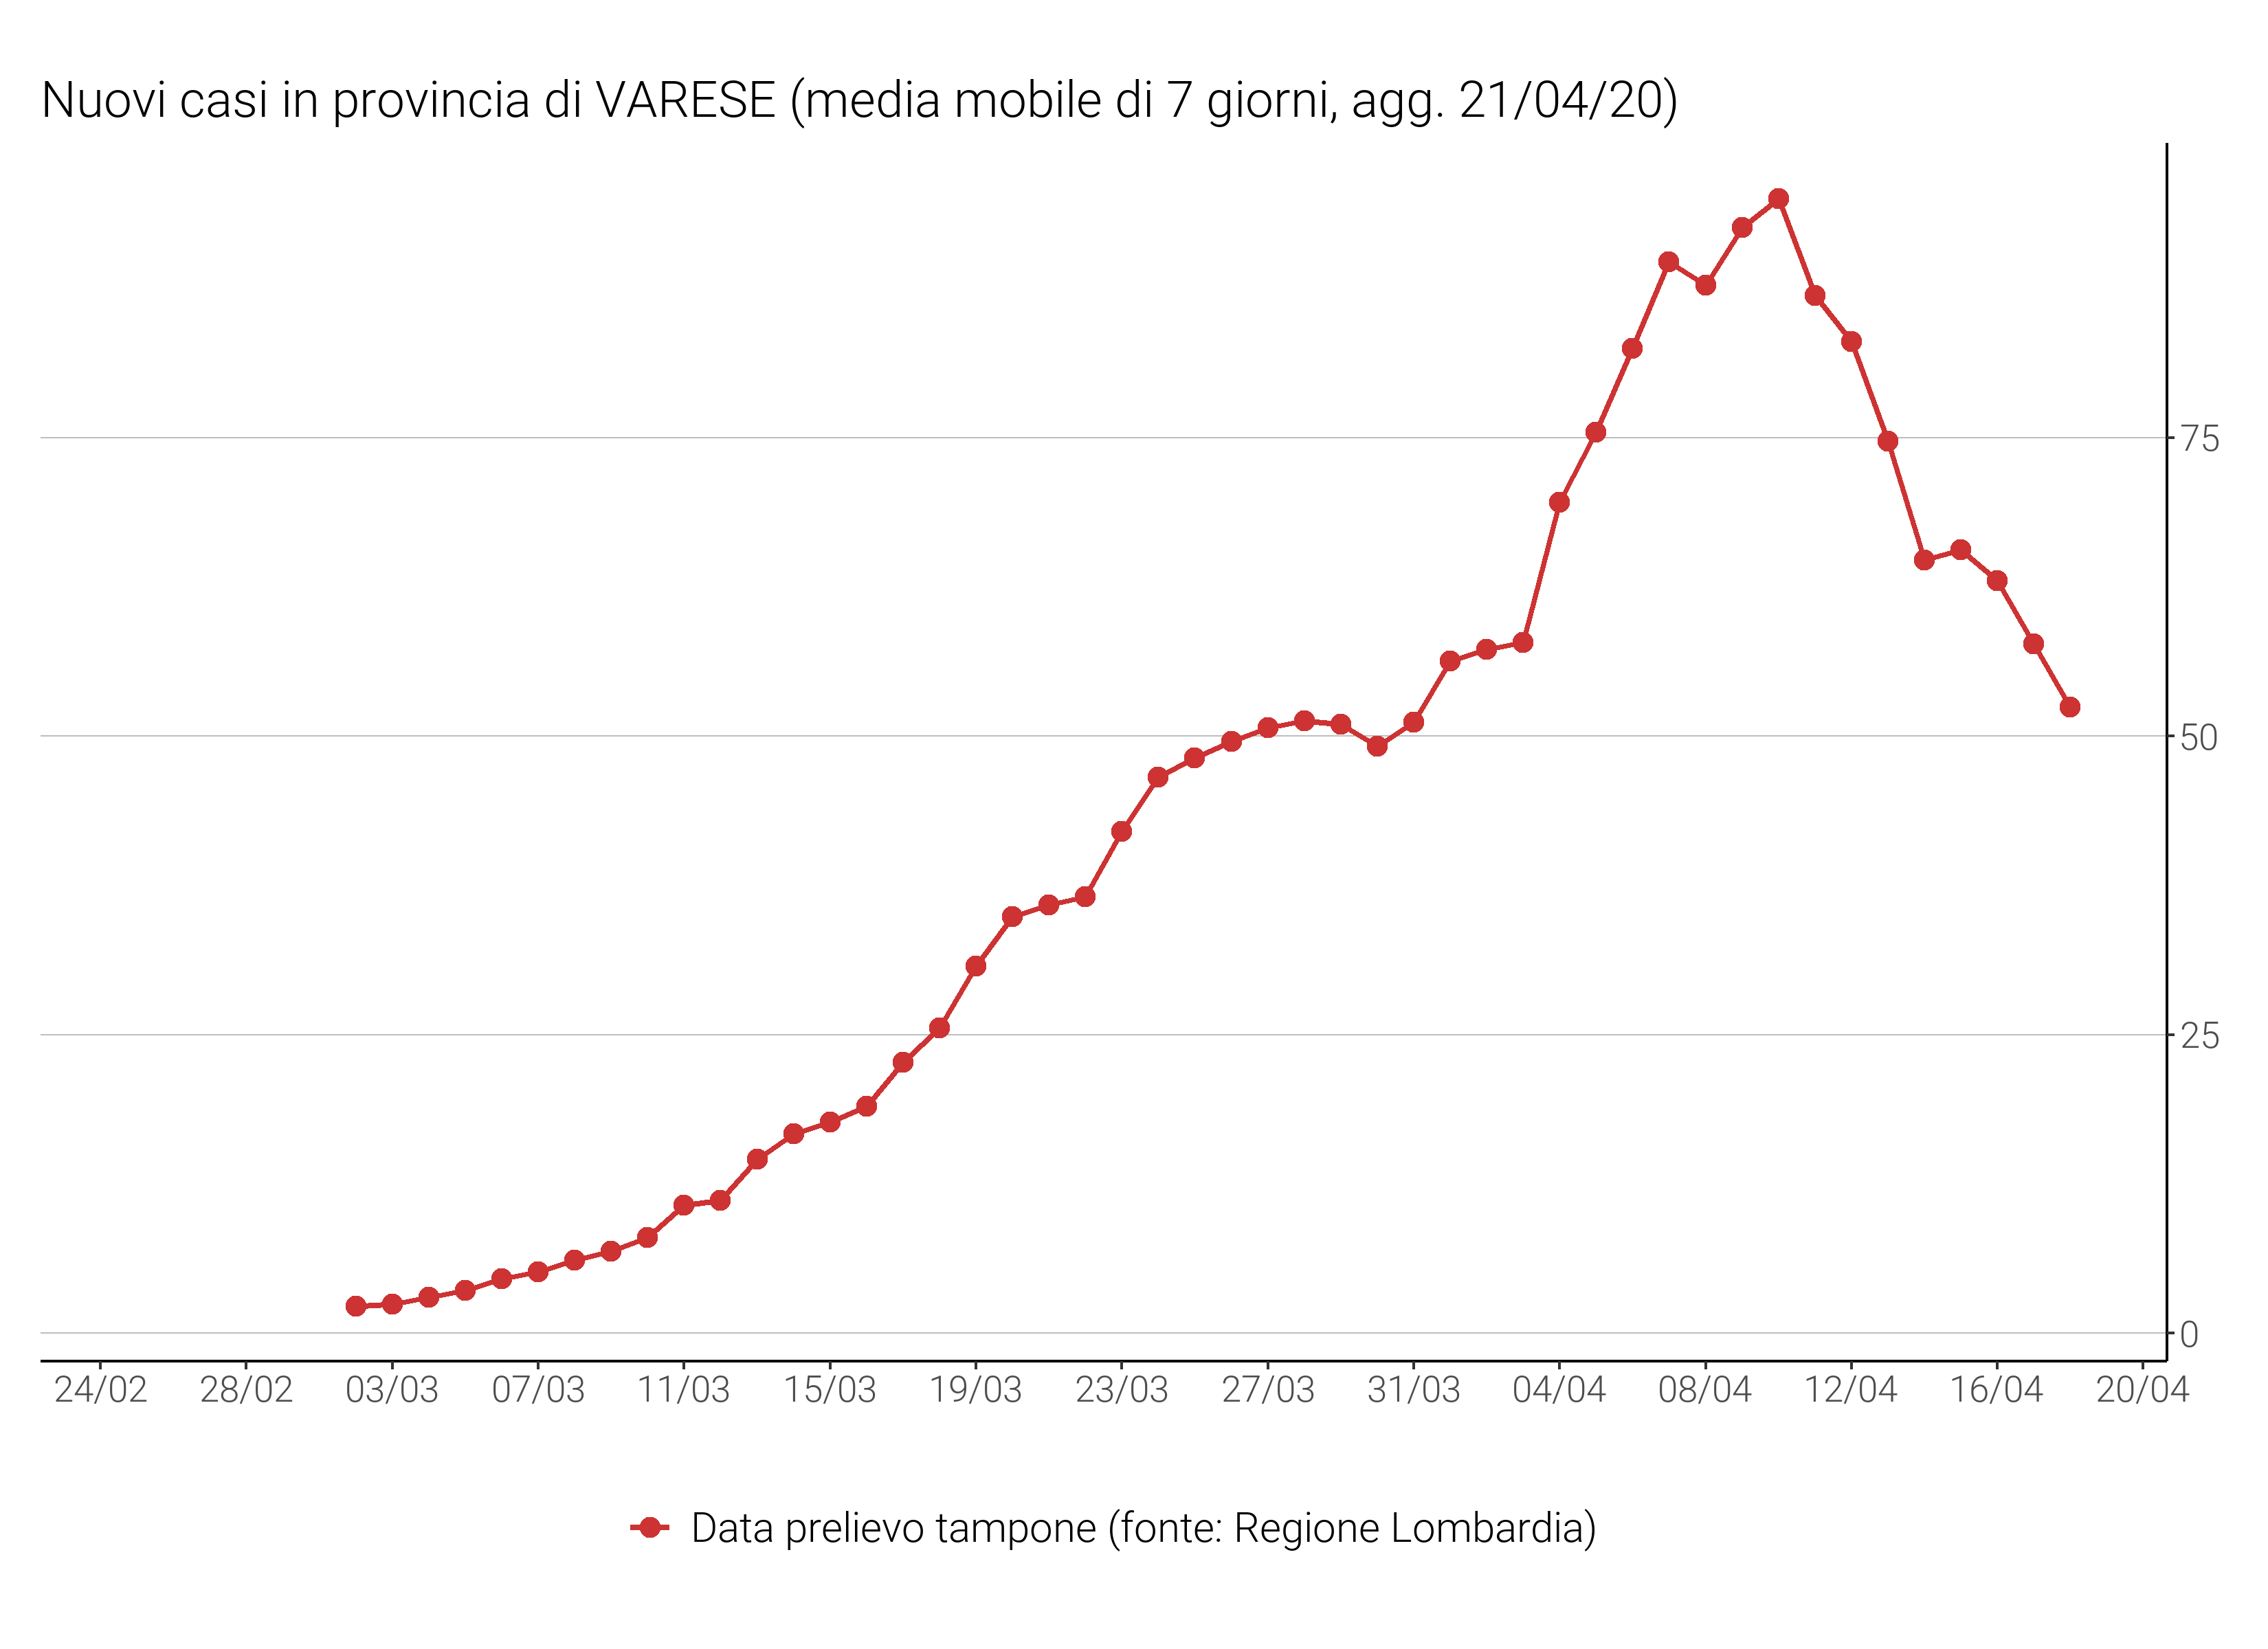 Nuovi casi in provincia di VARESE (media mobile di 7 giorni, agg. 21/04/20)
75
50
25
0
24/02 28/02 03/03 07/03 11/03 15/03 19/03 23/03 27/03 31/03 04/04 08/04 12/04 16/04 20/04
Data prelievo tampone (fonte: Regione Lombardia)